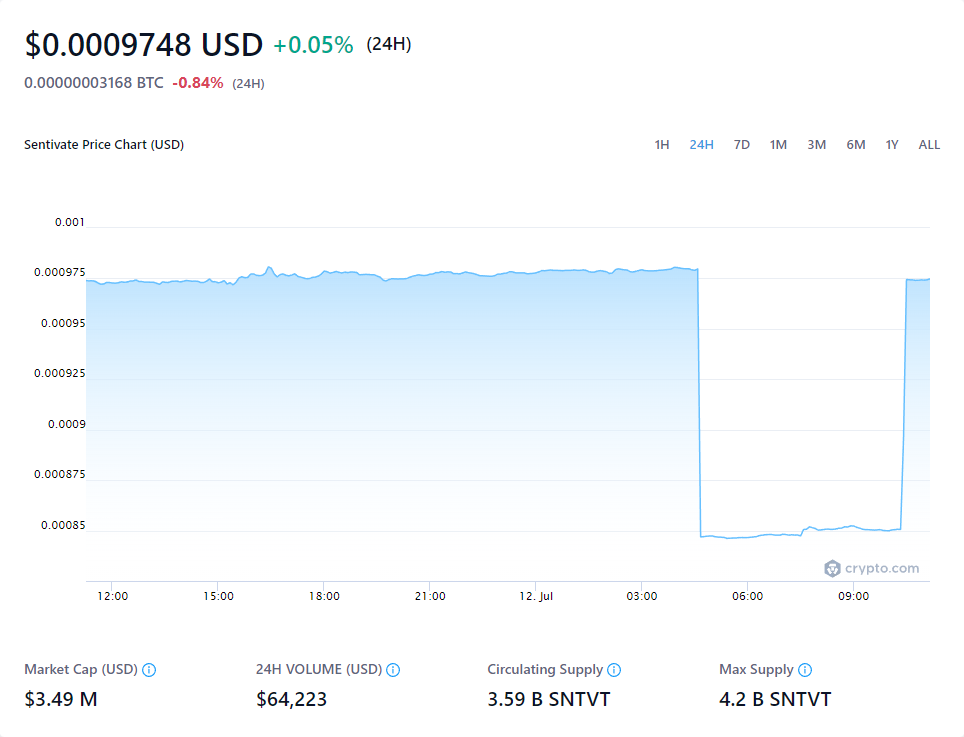 $0.0009748 USD +0.05% (24H)
0.00000003168 BTC -0.84% (24H)
Sentivate Price Chart (USD) 1H 24H 7D 1M 3M 6M 1Y ALL
0.001
0.000975
0.00095
0.000925
0.0009
0.000875
0.00085
crypto.com
12:00 15:00 18:00 21:00 12. Jul 03:00 06:00 09:00
Market Cap (USD) 24H VOLUME (USD) Circulating Supply Max Supply
$3.49 M $64,223 3.59 B SNTVT 4.2 B SNTVT